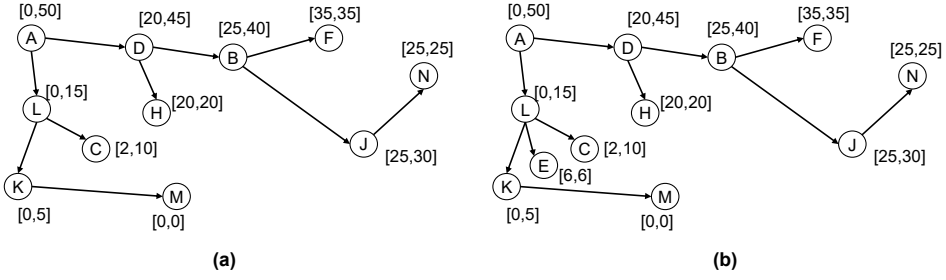 [0,50] [20,45] [25,40] [35,35]
A D B F
[25,25]
N
[0,15]
L H [20,20]
C [2,10] J
[25,30]
K M
[0,5] [0,0]
(a)
[0,50] [20,45] [25,40] [35,35]
A D B F
[25,25]
N
[0,15]
L H [20,20]
C [2,10] J
E [25,30]
[6,6]
K M
[0,5] [0,0]
(b)